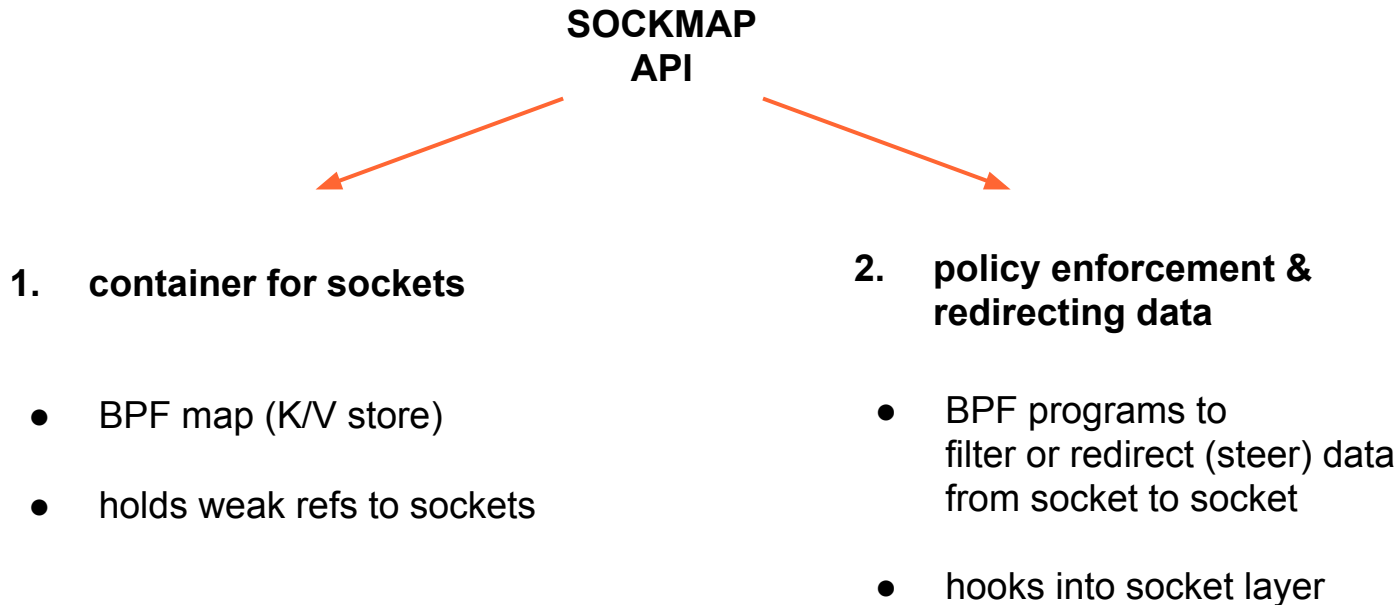 SOCKMAP
API
1. container for sockets
● BPF map (K/V store)
● holds weak refs to sockets
2. policy enforcement &
redirecting data
● BPF programs to
filter or redirect (steer) data
from socket to socket
● hooks into socket layer